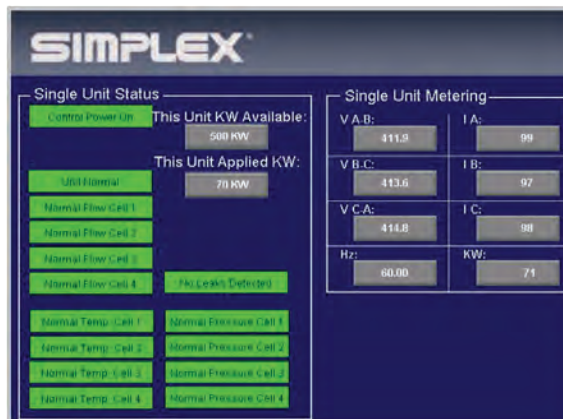 SIMPLEX®
Single Unit Status
Control Power On
This Unit KW Available:
500 KW
This Unit Applied KW:
70 KW
Unit Normal
Normal Flow Cell 1
Normal Flow Cell 2
Normal Flow Cell 3
Normal Flow Cell 4
No Leaks Detected
Normal Temp. Cell 1
Normal Pressure Cell 1
Normal Temp. Cell 2
Normal Pressure Cell 2
Normal Temp. Cell 3
Normal Pressure Cell 3
Normal Temp. Cell 4
Normal Pressure Cell 4
Single Unit Metering
V A-B:
I A:
411.9
99
V B-C:
I B:
413.6
97
V C-A:
I C:
414.8
98
Hz:
KW:
60.00
71